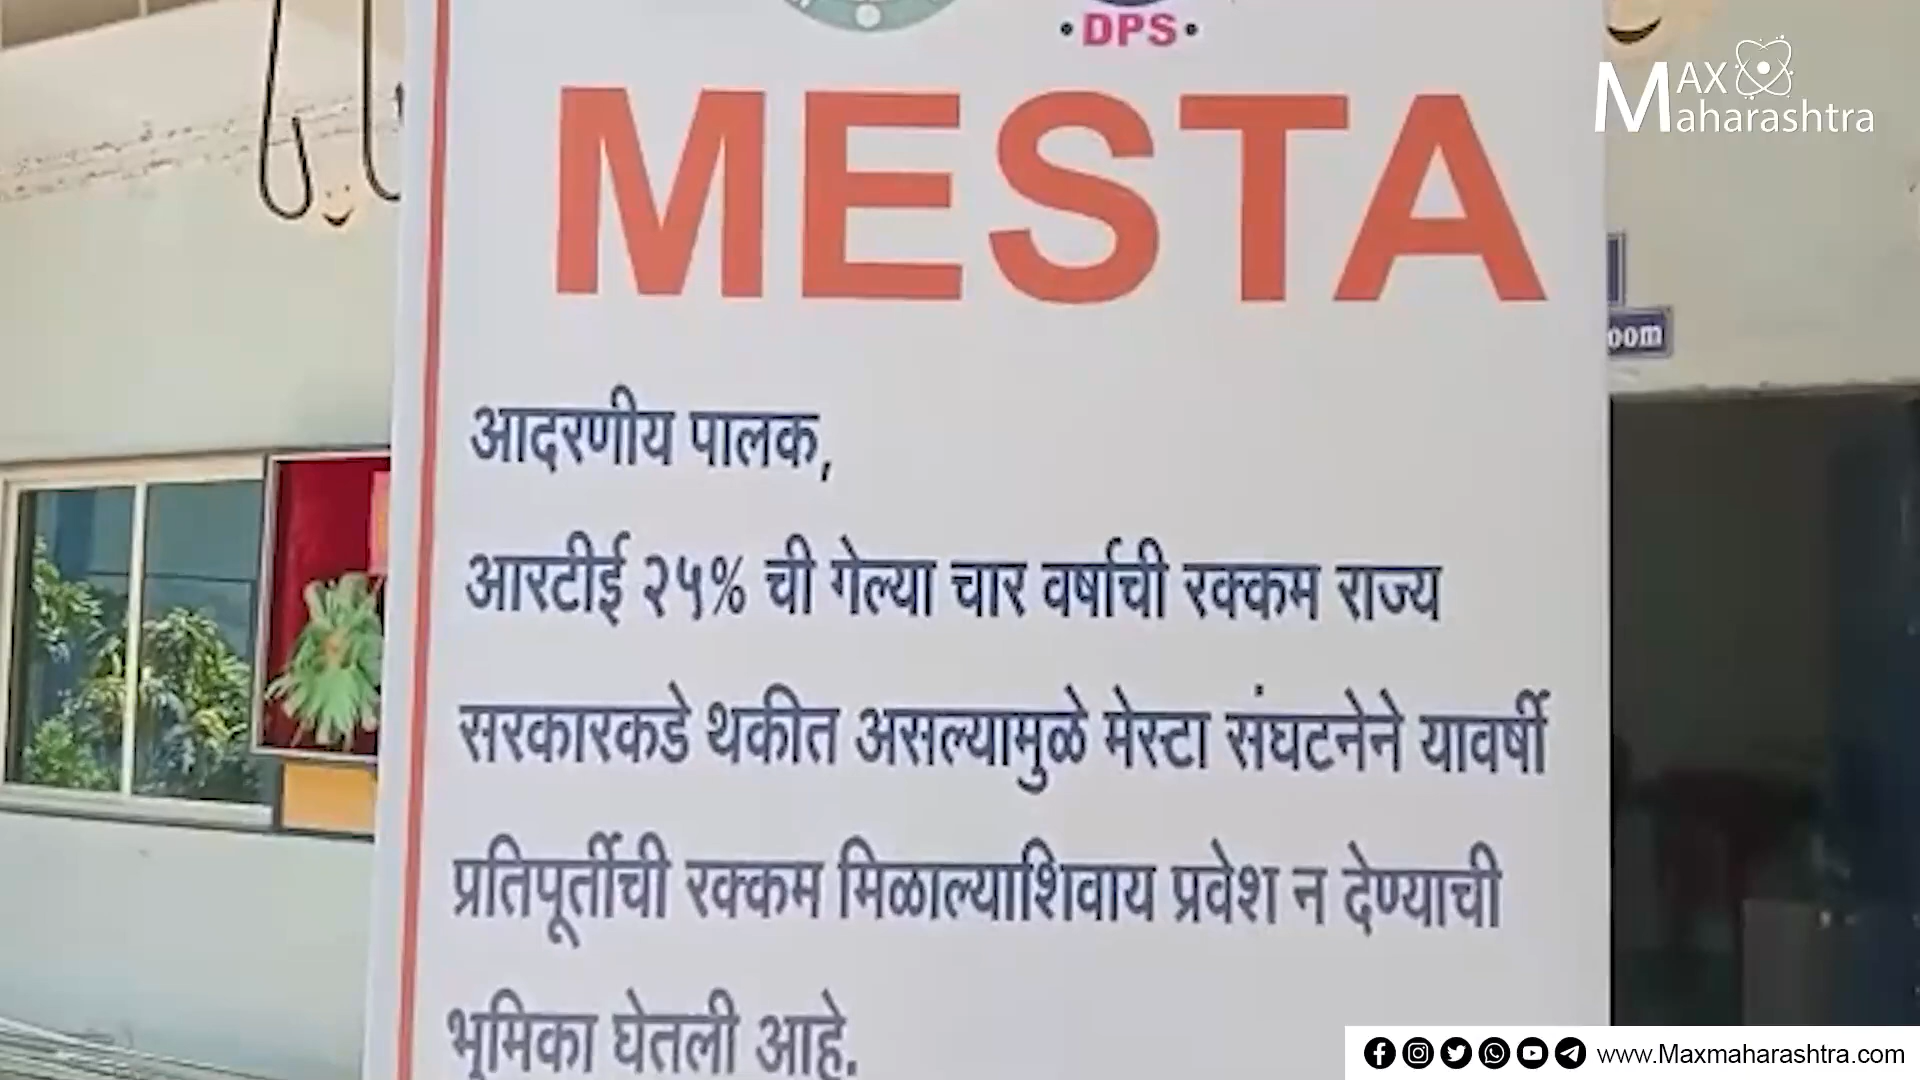 • DPS •
MAX
Maharashtra
MESTA
oom
आदरणीय पालक,
आरटीई २५% ची गेल्या चार वर्षाची रक्कम राज्य
सरकारकडे थकीत असल्यामुळे मेस्टा संघटनेने यावर्षी
प्रतिपूर्तीची रक्कम मिळाल्याशिवाय प्रवेश न देण्याची
भूमिका घेतली आहे.
www.Maxmaharashtra.com